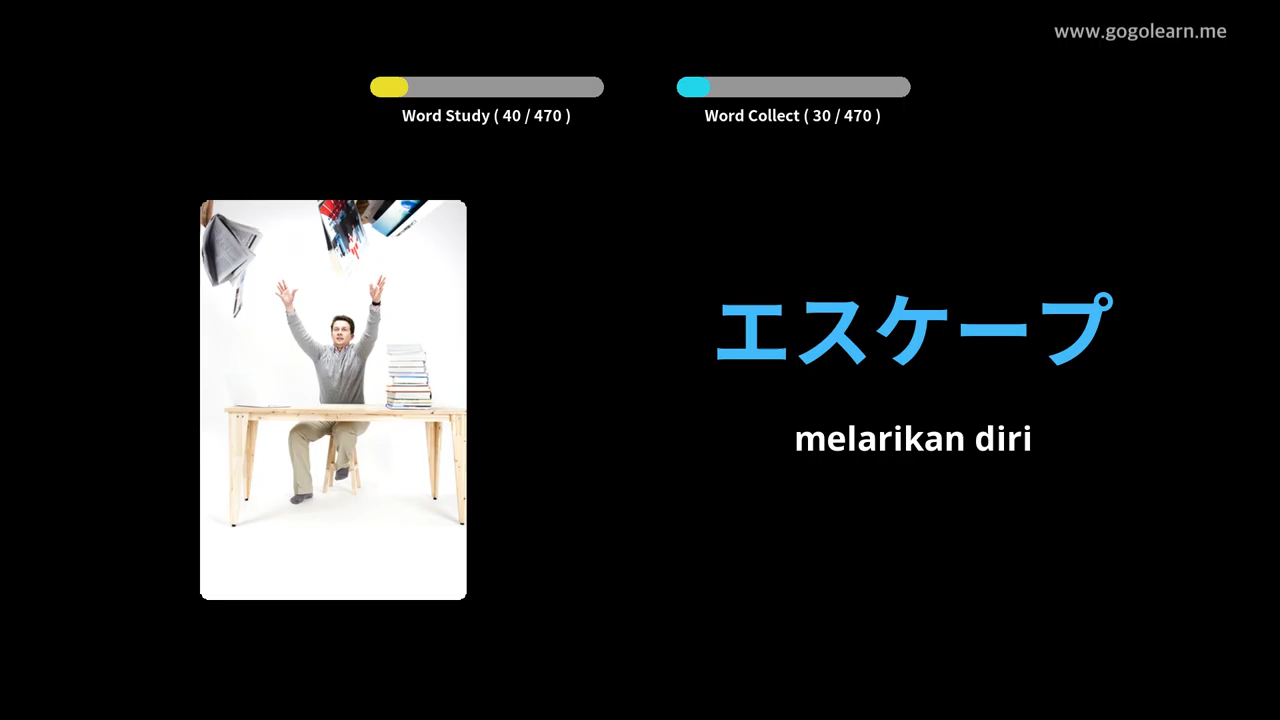 www.gogolearn.me
Word Study ( 40 / 470 )
Word Collect ( 30 / 470 )
エスケープ
melarikan diri